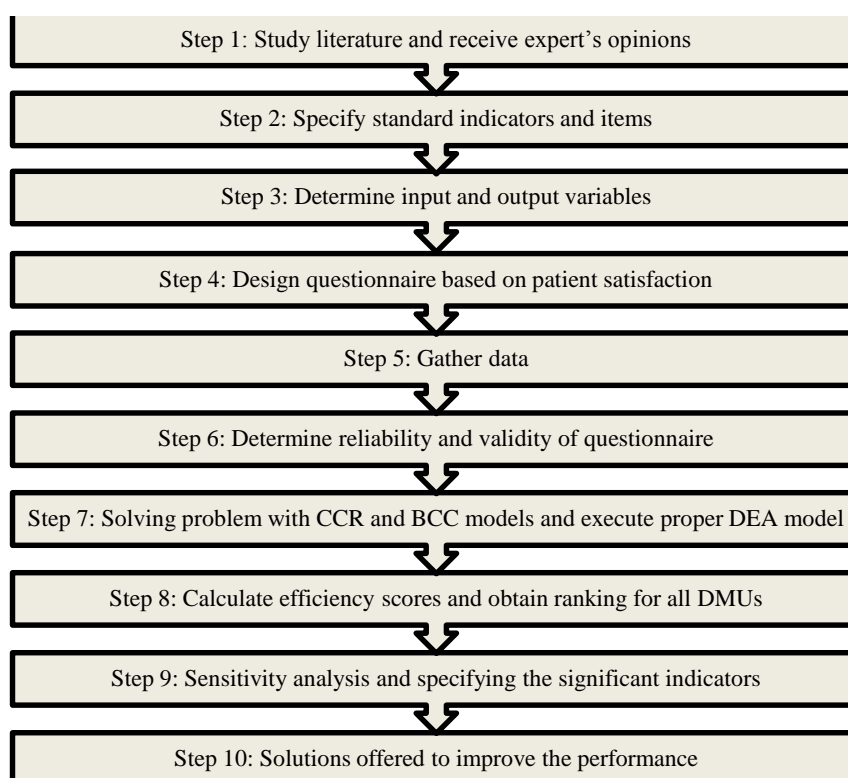 Step 1: Study literature and receive expert’s opinions
Step 2: Specify standard indicators and items
Step 3: Determine input and output variables
Step 4: Design questionnaire based on patient satisfaction
Step 5: Gather data
Step 6: Determine reliability and validity of questionnaire
Step 7: Solving problem with CCR and BCC models and execute proper DEA model
Step 8: Calculate efficiency scores and obtain ranking for all DMUs
Step 9: Sensitivity analysis and specifying the significant indicators
Step 10: Solutions offered to improve the performance